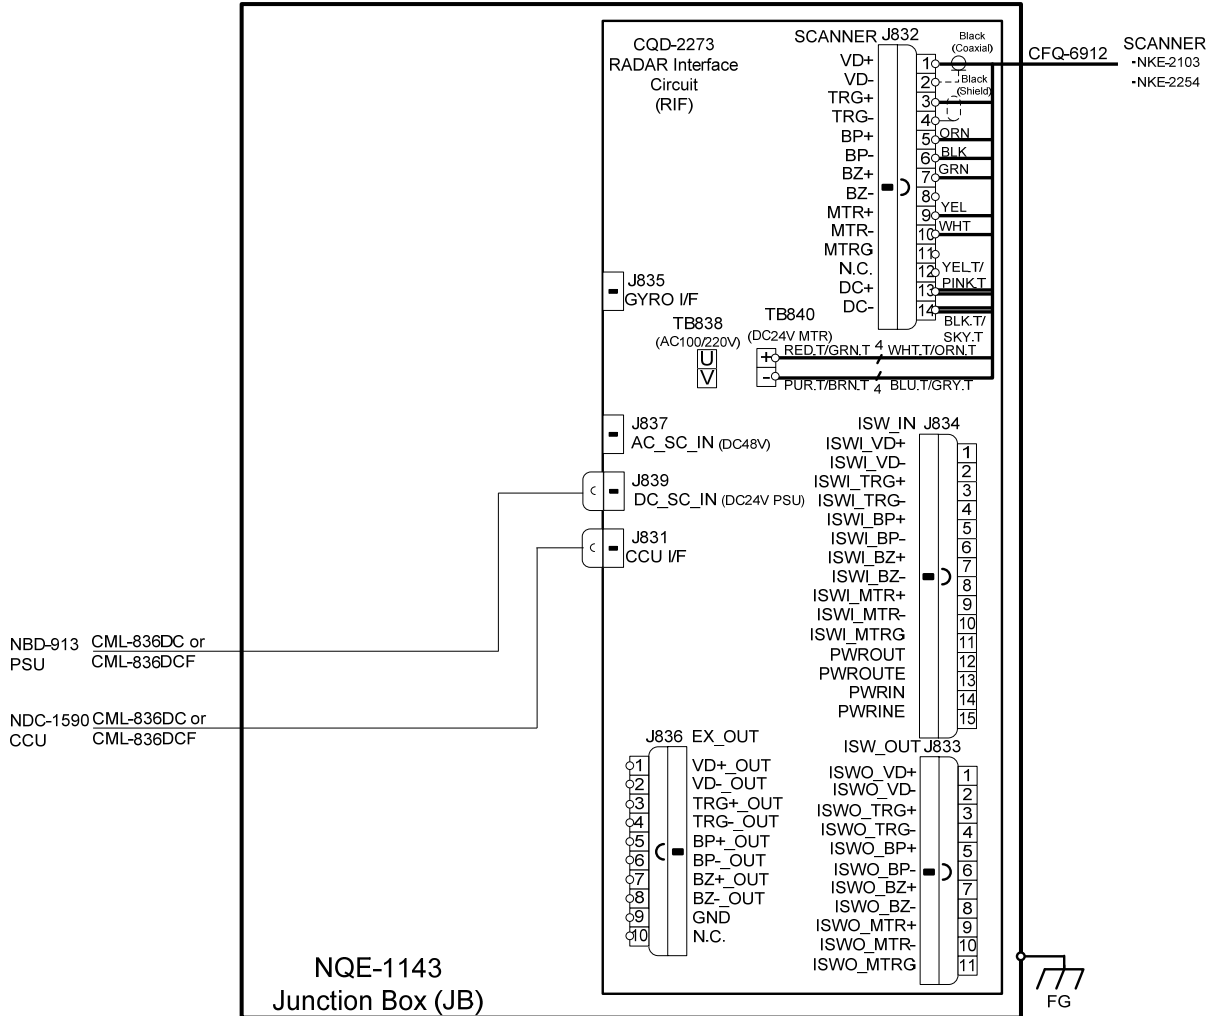 CQD-2273
RADAR Interface
Circuit
(RIF)
SCANNER J832
VD+ 1
VD- 2
TRG+ 3
TRG- 4
BP+ 5
BP- 6
BZ+ 7
BZ- 8
MTR+ 9
MTR- 10
MTRG 11
N.C. 12
DC+ 13
DC- 14
Black
(Coaxial)
Black
(Shield)
ORN
BLK
GRN
YEL
WHT
YEL.T/
PINK.T
BLK.T/
SKY.T
CFQ-6912
SCANNER
-NKE-2103
-NKE-2254
J835
GYRO I/F
TB838
(AC100/220V)
U
V
TB840
(DC24V MTR)
+ RED.T/GRN.T 4 WHT.T/ORN.T
- PUR.T/BRN.T 4 BLU.T/GRY.T
J837
AC_SC_IN (DC48V)
J839
DC_SC_IN (DC24V PSU)
J831
CCU I/F
ISW_IN J834
ISWI_VD+ 1
ISWI_VD- 2
ISWI_TRG+ 3
ISWI_TRG- 4
ISWI_BP+ 5
ISWI_BP- 6
ISWI_BZ+ 7
ISWI_BZ- 8
ISWI_MTR+ 9
ISWI_MTR- 10
ISWI_MTRG 11
PWROUT 12
PWROUTE 13
PWRIN 14
PWRINE 15
NBD-913 CML-836DC or
PSU CML-836DCF
NDC-1590 CML-836DC or
CCU CML-836DCF
J836 EX_OUT
1 VD+_OUT
2 VD-_OUT
3 TRG+_OUT
4 TRG-_OUT
5 BP+_OUT
6 BP-_OUT
7 BZ+_OUT
8 BZ-_OUT
9 GND
10 N.C.
ISW_OUT J833
ISWO_VD+ 1
ISWO_VD- 2
ISWO_TRG+ 3
ISWO_TRG- 4
ISWO_BP+ 5
ISWO_BP- 6
ISWO_BZ+ 7
ISWO_BZ- 8
ISWO_MTR+ 9
ISWO_MTR- 10
ISWO_MTRG 11
NQE-1143
Junction Box (JB)
FG